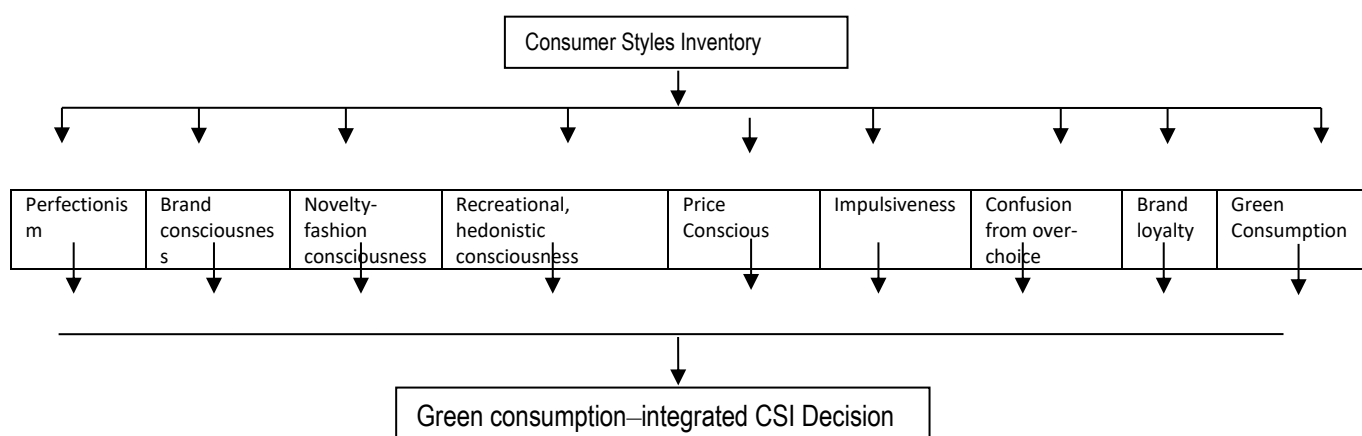 Consumer Styles Inventory
Perfectionis
m
Brand
consciousnes
s
Novelty-
fashion
consciousness
Recreational,
hedonistic
consciousness
Price
Conscious
Impulsiveness
Confusion
from over-
choice
Brand
loyalty
Green
Consumption
Green consumption–integrated CSI Decision